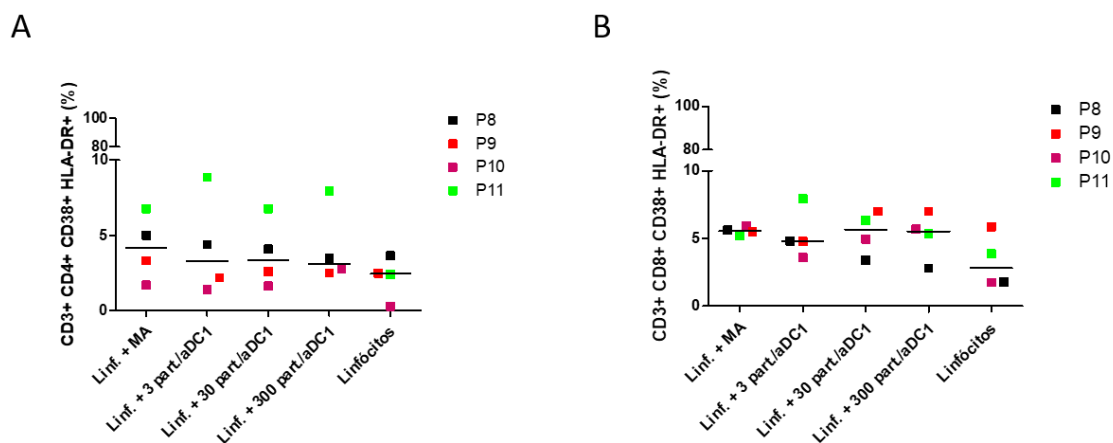 A
CD3+ CD4+ CD38+ HLA-DR+ (%)
100
80
10
5
0
Linf. + MA
Linf. + 3 part./aDC1
Linf. + 30 part./aDC1
Linf. + 300 part./aDC1
Linfócitos
P8
P9
P10
P11
B
CD3+ CD8+ CD38+ HLA-DR+ (%)
100
80
10
5
0
Linf. + MA
Linf. + 3 part./aDC1
Linf. + 30 part./aDC1
Linf. + 300 part./aDC1
Linfócitos
P8
P9
P10
P11